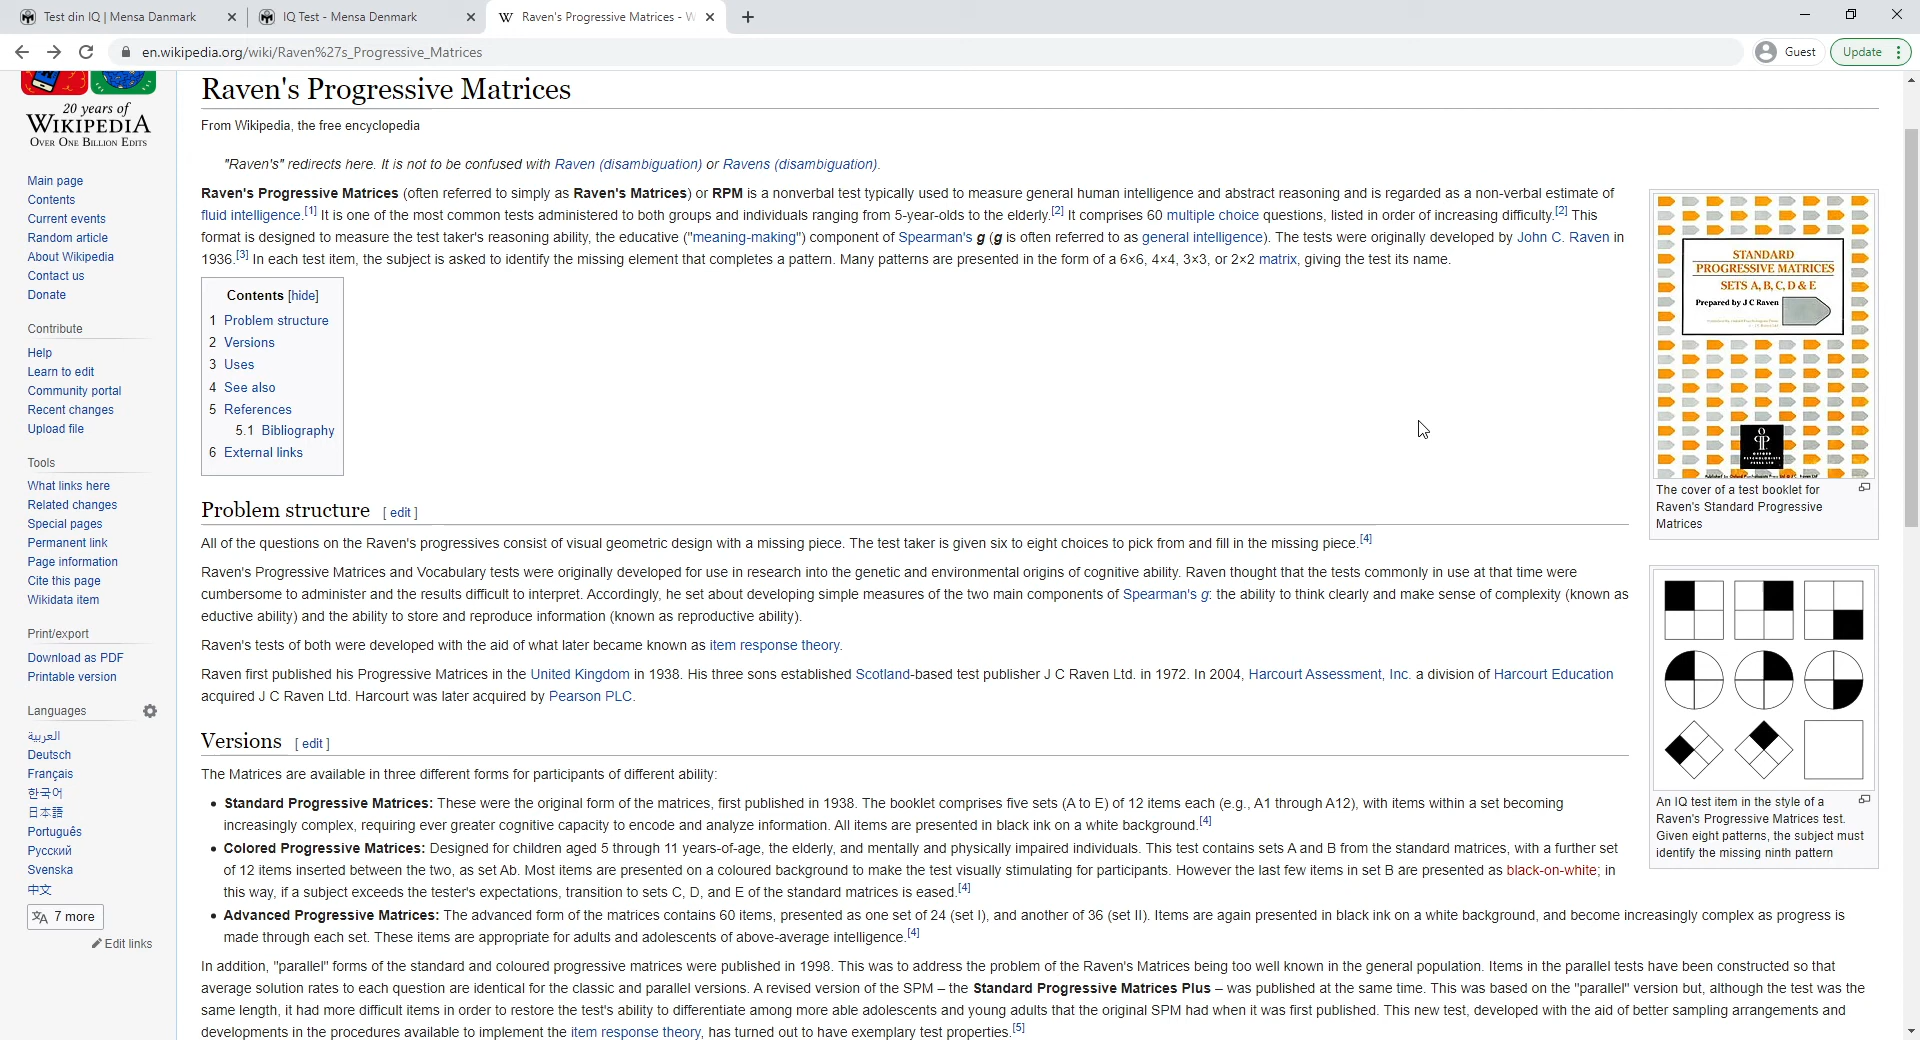 Test din IQ | Mensa Danmark
IQ Test - Mensa Denmark
Raven's Progressive Matrices - W
en.wikipedia.org/wiki/Raven%27s_Progressive_Matrices
Guest
Update
20 years of
WIKIPEDIA
OVER ONE BILLION EDITS
Main page
Contents
Current events
Random article
About Wikipedia
Contact us
Donate
Contribute
Help
Learn to edit
Community portal
Recent changes
Upload file
Tools
What links here
Related changes
Special pages
Permanent link
Page information
Cite this page
Wikidata item
Print/export
Download as PDF
Printable version
Languages
العربية
Deutsch
Français
한국어
日本語
Português
Русский
Svenska
中文
7 more
Edit links
Raven's Progressive Matrices
From Wikipedia, the free encyclopedia
"Raven's" redirects here. It is not to be confused with Raven (disambiguation) or Ravens (disambiguation).
Raven's Progressive Matrices (often referred to simply as Raven's Matrices) or RPM is a nonverbal test typically used to measure general human intelligence and abstract reasoning and is regarded as a non-verbal estimate of
fluid intelligence.[1] It is one of the most common tests administered to both groups and individuals ranging from 5-year-olds to the elderly.[2] It comprises 60 multiple choice questions, listed in order of increasing difficulty.[2] This
format is designed to measure the test taker's reasoning ability, the educative ("meaning-making") component of Spearman's g (g is often referred to as general intelligence). The tests were originally developed by John C. Raven in
1936.[3] In each test item, the subject is asked to identify the missing element that completes a pattern. Many patterns are presented in the form of a 6×6, 4×4, 3×3, or 2×2 matrix, giving the test its name.
Contents [hide]
1 Problem structure
2 Versions
3 Uses
4 See also
5 References
5.1 Bibliography
6 External links
STANDARD
PROGRESSIVE MATRICES
SETS A, B, C, D & E
Prepared by J C Raven
OXFORD
PSYCHOLOGISTS
PRESS LTD
The cover of a test booklet for
Raven's Standard Progressive
Matrices
Problem structure [ edit ]
All of the questions on the Raven's progressives consist of visual geometric design with a missing piece. The test taker is given six to eight choices to pick from and fill in the missing piece.[4]
Raven's Progressive Matrices and Vocabulary tests were originally developed for use in research into the genetic and environmental origins of cognitive ability. Raven thought that the tests commonly in use at that time were
cumbersome to administer and the results difficult to interpret. Accordingly, he set about developing simple measures of the two main components of Spearman's g: the ability to think clearly and make sense of complexity (known as
eductive ability) and the ability to store and reproduce information (known as reproductive ability).
Raven's tests of both were developed with the aid of what later became known as item response theory.
Raven first published his Progressive Matrices in the United Kingdom in 1938. His three sons established Scotland-based test publisher J C Raven Ltd. in 1972. In 2004, Harcourt Assessment, Inc. a division of Harcourt Education
acquired J C Raven Ltd. Harcourt was later acquired by Pearson PLC.
An IQ test item in the style of a
Raven's Progressive Matrices test.
Given eight patterns, the subject must
identify the missing ninth pattern
Versions [ edit ]
The Matrices are available in three different forms for participants of different ability:
• Standard Progressive Matrices: These were the original form of the matrices, first published in 1938. The booklet comprises five sets (A to E) of 12 items each (e.g., A1 through A12), with items within a set becoming
increasingly complex, requiring ever greater cognitive capacity to encode and analyze information. All items are presented in black ink on a white background.[4]
• Colored Progressive Matrices: Designed for children aged 5 through 11 years-of-age, the elderly, and mentally and physically impaired individuals. This test contains sets A and B from the standard matrices, with a further set
of 12 items inserted between the two, as set Ab. Most items are presented on a coloured background to make the test visually stimulating for participants. However the last few items in set B are presented as black-on-white; in
this way, if a subject exceeds the tester's expectations, transition to sets C, D, and E of the standard matrices is eased.[4]
• Advanced Progressive Matrices: The advanced form of the matrices contains 60 items, presented as one set of 24 (set I), and another of 36 (set II). Items are again presented in black ink on a white background, and become increasingly complex as progress is
made through each set. These items are appropriate for adults and adolescents of above-average intelligence.[4]
In addition, "parallel" forms of the standard and coloured progressive matrices were published in 1998. This was to address the problem of the Raven's Matrices being too well known in the general population. Items in the parallel tests have been constructed so that
average solution rates to each question are identical for the classic and parallel versions. A revised version of the SPM – the Standard Progressive Matrices Plus – was published at the same time. This was based on the "parallel" version but, although the test was the
same length, it had more difficult items in order to restore the test's ability to differentiate among more able adolescents and young adults that the original SPM had when it was first published. This new test, developed with the aid of better sampling arrangements and
developments in the procedures available to implement the item response theory, has turned out to have exemplary test properties.[5]